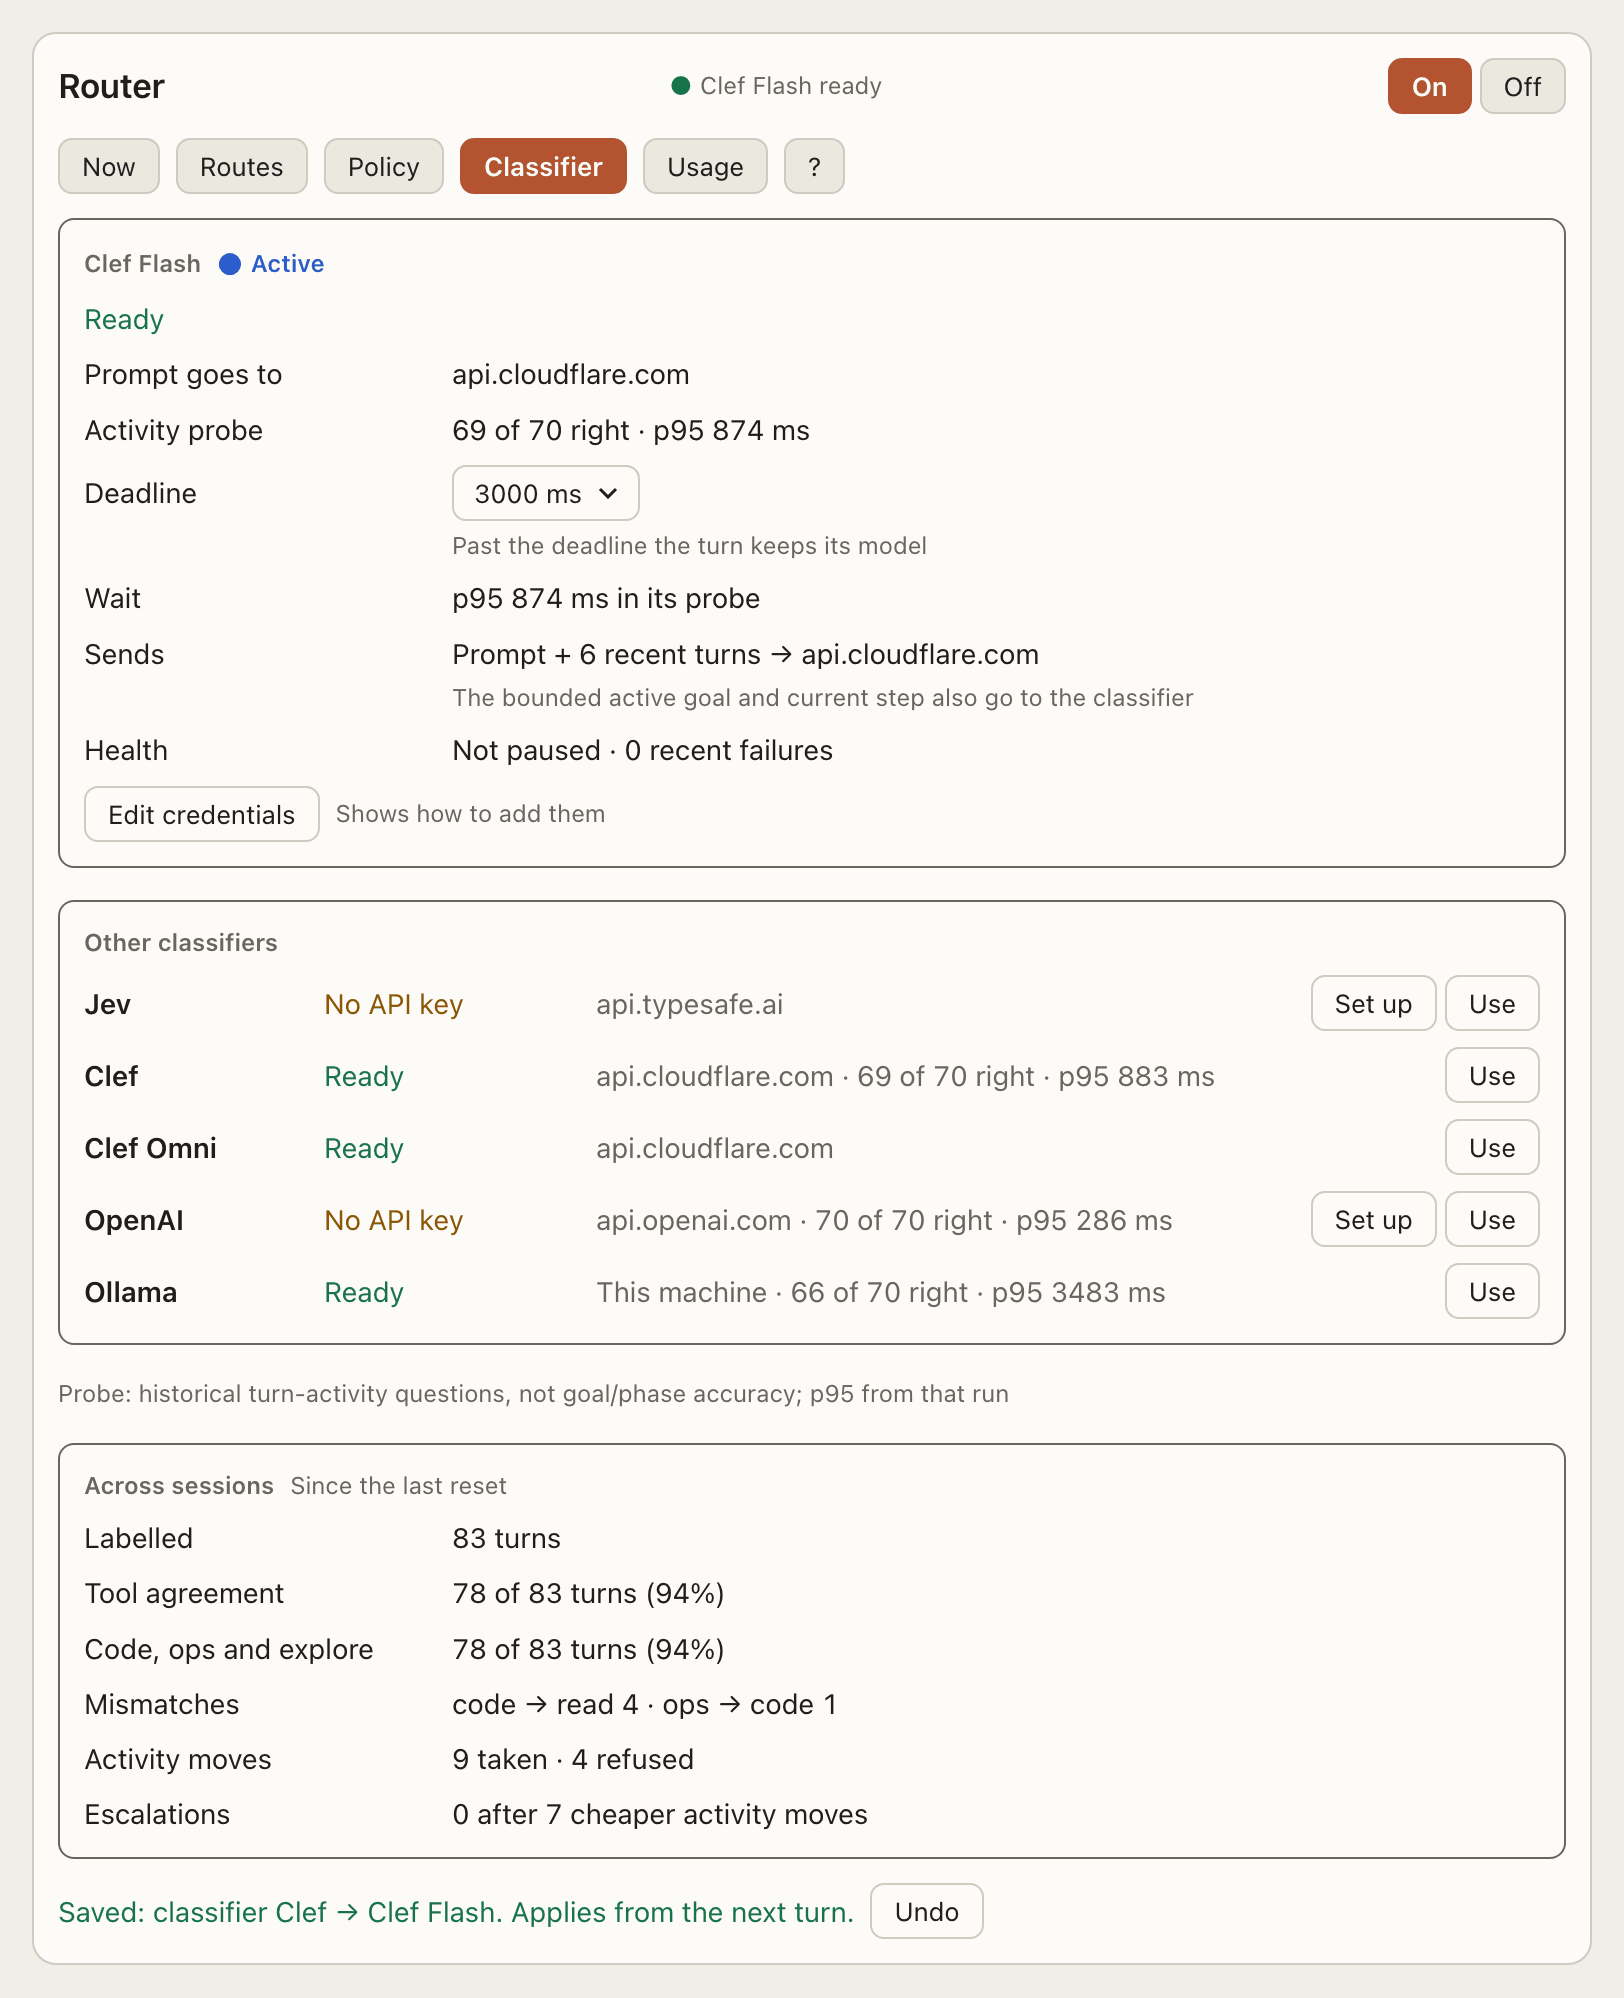 Router
Clef Flash ready
On Off
Now Routes Policy Classifier Usage ?
Clef Flash Active
Ready
Prompt goes to api.cloudflare.com
Activity probe 69 of 70 right · p95 874 ms
Deadline 3000 ms
Past the deadline the turn keeps its model
Wait p95 874 ms in its probe
Sends Prompt + 6 recent turns → api.cloudflare.com
The bounded active goal and current step also go to the classifier
Health Not paused · 0 recent failures
Edit credentials Shows how to add them
Other classifiers
Jev No API key api.typesafe.ai Set up Use
Clef Ready api.cloudflare.com · 69 of 70 right · p95 883 ms Use
Clef Omni Ready api.cloudflare.com Use
OpenAI No API key api.openai.com · 70 of 70 right · p95 286 ms Set up Use
Ollama Ready This machine · 66 of 70 right · p95 3483 ms Use
Probe: historical turn-activity questions, not goal/phase accuracy; p95 from that run
Across sessions Since the last reset
Labelled 83 turns
Tool agreement 78 of 83 turns (94%)
Code, ops and explore 78 of 83 turns (94%)
Mismatches code → read 4 · ops → code 1
Activity moves 9 taken · 4 refused
Escalations 0 after 7 cheaper activity moves
Saved: classifier Clef → Clef Flash. Applies from the next turn. Undo